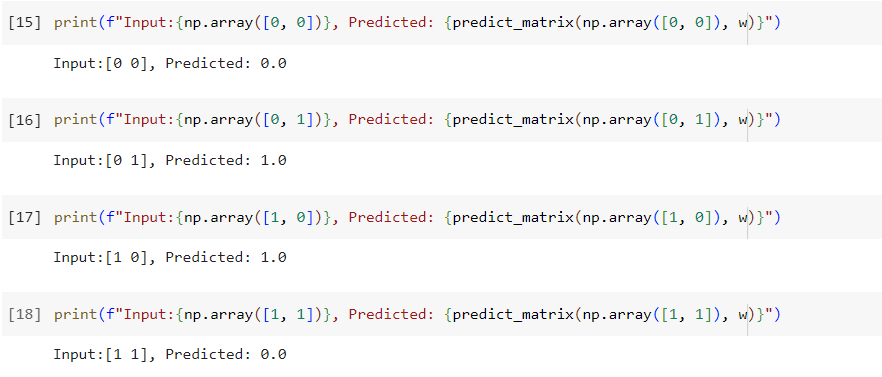 [15] print(f"Input:{np.array([0, 0])}, Predicted: {predict_matrix(np.array([0, 0]), w)}")
Input:[0 0], Predicted: 0.0
[16] print(f"Input:{np.array([0, 1])}, Predicted: {predict_matrix(np.array([0, 1]), w)}")
Input:[0 1], Predicted: 1.0
[17] print(f"Input:{np.array([1, 0])}, Predicted: {predict_matrix(np.array([1, 0]), w)}")
Input:[1 0], Predicted: 1.0
[18] print(f"Input:{np.array([1, 1])}, Predicted: {predict_matrix(np.array([1, 1]), w)}")
Input:[1 1], Predicted: 0.0